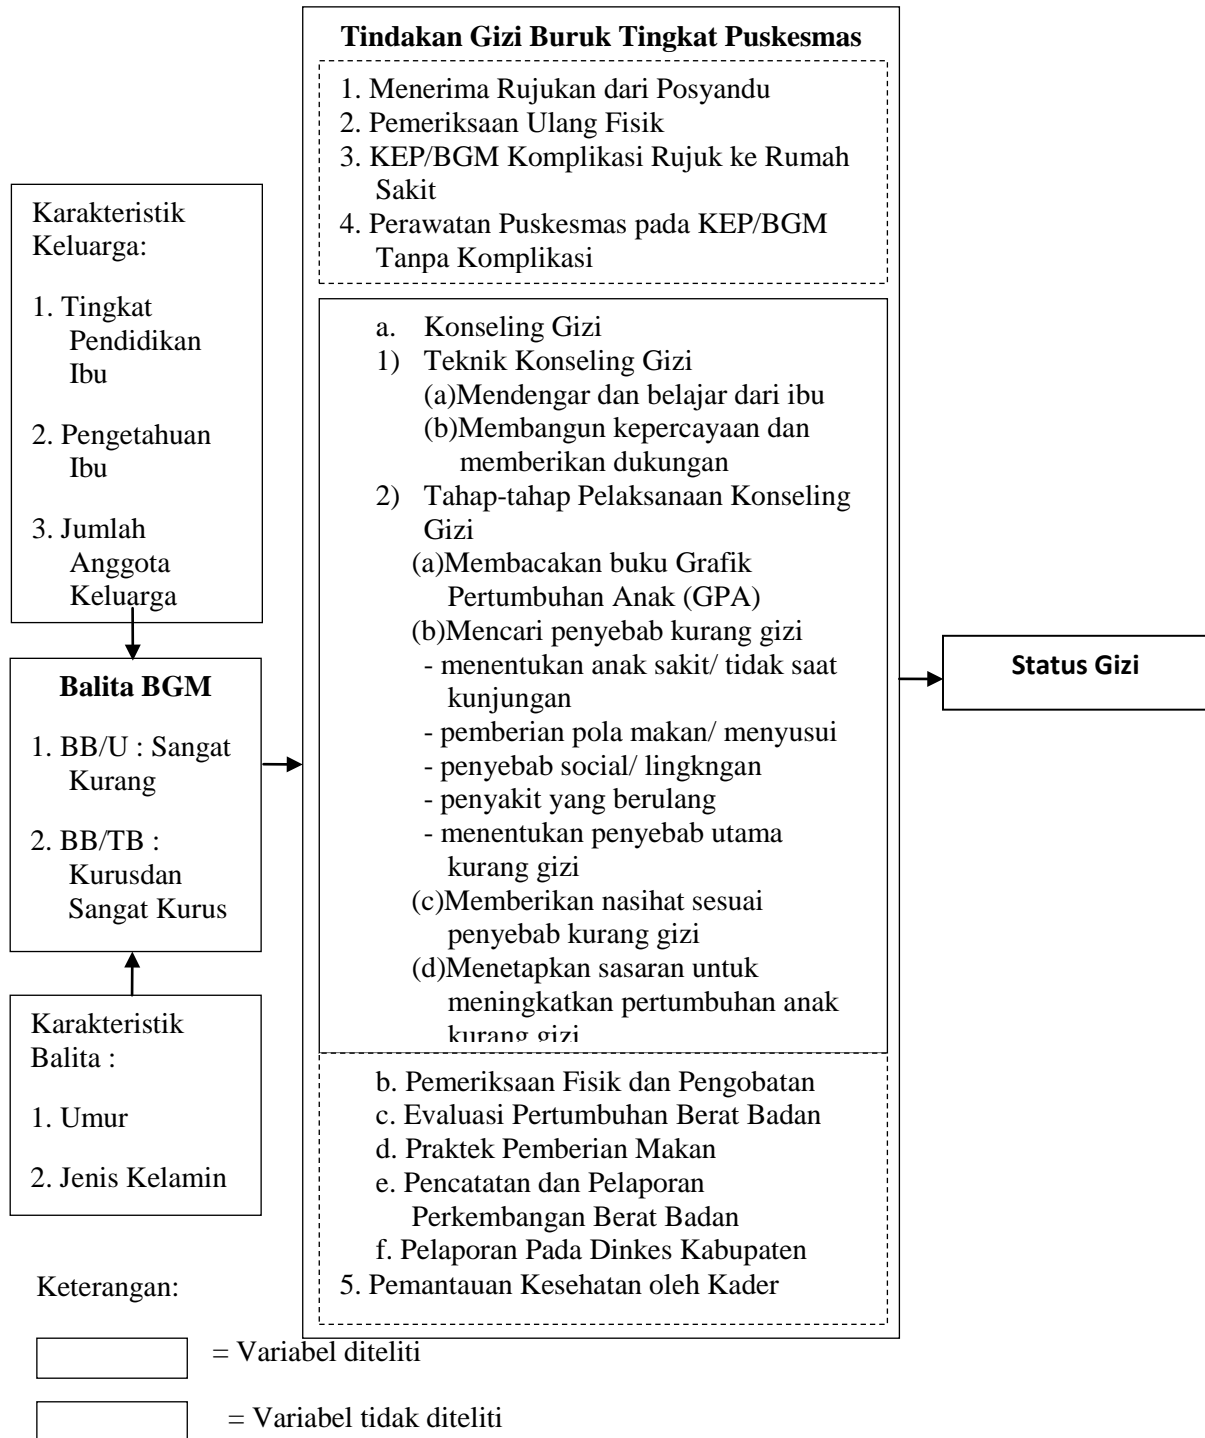 Tindakan Gizi Buruk Tingkat Puskesmas
1. Menerima Rujukan dari Posyandu
2. Pemeriksaan Ulang Fisik
3. KEP/BGM Komplikasi Rujuk ke Rumah
Sakit
4. Perawatan Puskesmas pada KEP/BGM
Tanpa Komplikasi
Karakteristik
Keluarga:
1. Tingkat
Pendidikan
Ibu
2. Pengetahuan
Ibu
3. Jumlah
Anggota
Keluarga
Balita BGM
1. BB/U : Sangat
Kurang
2. BB/TB :
Kurusdan
Sangat Kurus
Karakteristik
Balita :
1. Umur
2. Jenis Kelamin
a. Konseling Gizi
1) Teknik Konseling Gizi
(a)Mendengar dan belajar dari ibu
(b)Membangun kepercayaan dan
memberikan dukungan
2) Tahap-tahap Pelaksanaan Konseling
Gizi
(a)Membacakan buku Grafik
Pertumbuhan Anak (GPA)
(b)Mencari penyebab kurang gizi
- menentukan anak sakit/ tidak saat
kunjungan
- pemberian pola makan/ menyusui
- penyebab social/ lingkngan
- penyakit yang berulang
- menentukan penyebab utama
kurang gizi
(c)Memberikan nasihat sesuai
penyebab kurang gizi
(d)Menetapkan sasaran untuk
meningkatkan pertumbuhan anak
kurang gizi
b. Pemeriksaan Fisik dan Pengobatan
c. Evaluasi Pertumbuhan Berat Badan
d. Praktek Pemberian Makan
e. Pencatatan dan Pelaporan
Perkembangan Berat Badan
f. Pelaporan Pada Dinkes Kabupaten
5. Pemantauan Kesehatan oleh Kader
Status Gizi
Keterangan:
= Variabel diteliti
= Variabel tidak diteliti